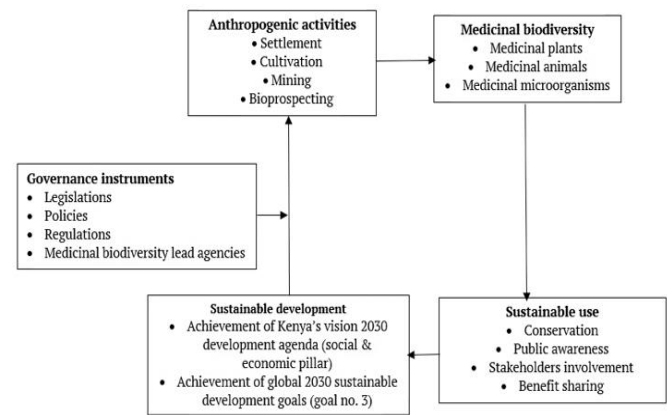 Anthropogenic activities
• Settlement
• Cultivation
• Mining
• Bioprospecting
Medicinal biodiversity
• Medicinal plants
• Medicinal animals
• Medicinal microorganisms
Governance instruments
• Legislations
• Policies
• Regulations
• Medicinal biodiversity lead agencies
Sustainable development
• Achievement of Kenya's vision 2030
development agenda (social &
economic pillar)
• Achievement of global 2030 sustainable
development goals (goal no. 3)
Sustainable use
• Conservation
• Public awareness
• Stakeholders involvement
• Benefit sharing